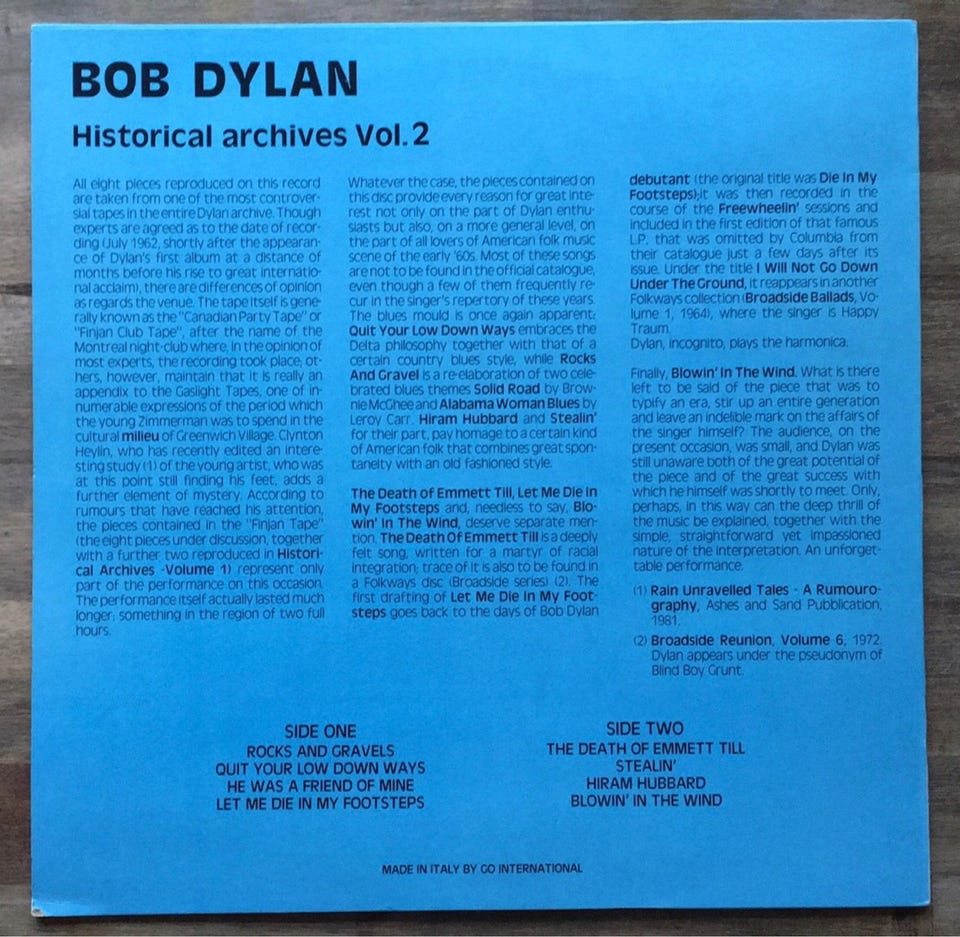 BOB DYLAN
Historical archives Vol. 2
All eight pieces reproduced on this record
are taken from one of the most controver-
sial tapes in the entire Dylan archive. Though
experts are agreed as to the date of recor-
ding (July 1962, shortly after the appearan-
ce of Dylan's first album at a distance of
months before his rise to great internatio-
nal acclaim), there are differences of opinion
as regards the venue. The tape itself is gene-
rally known as the "Canadian Party Tape" or
"Finjan Club Tape", after the name of the
Montreal night-club where, in the opinion of
most experts, the recording took place, ot-
hers, however, maintain that it is really an
appendix to the Gaslight Tapes, one of in-
numerable expressions of the period which
the young Zimmerman was to spend in the
cultural milieu of Greenwich Village. Clynton
Heylin, who has recently edited an intere-
sting study (1) of the young artist, who was
at this point still finding his feet, adds a
further element of mystery. According to
rumours that have reached his attention,
the pieces contained in the "Finjan Tape"
(the eight pieces under discussion, together
with a further two reproduced in Histori-
cal Archives -Volume 1) represent only
part of the performance on this occasion.
The performance itself actually lasted much
longer; something in the region of two full
hours.
Whatever the case, the pieces contained on
this disc provide every reason for great inte-
rest not only on the part of Dylan enthu-
siasts but also, on a more general level, on
the part of all lovers of American folk music
scene of the early '60s. Most of these songs
are not to be found in the official catalogue,
even though a few of them frequently re-
cur in the singer's repertory of these years.
The blues mould is once again apparent:
Quit Your Low Down Ways embraces the
Delta philosophy together with that of a
certain country blues style, while Rocks
And Gravel is a re-elaboration of two cele-
brated blues themes Solid Road by Brow-
nie McGhee and Alabama Woman Blues by
Leroy Carr. Hiram Hubbard and Stealin'
for their part, pay homage to a certain kind
of American folk that combines great spon-
taneity with an old fashioned style.
The Death of Emmett Till, Let Me Die in
My Footsteps and, needless to say, Blo-
win' In The Wind, deserve separate men-
tion. The Death Of Emmett Till is a deeply
felt song, written for a martyr of racial
integration; trace of it is also to be found in
a Folkways disc (Broadside series) (2). The
first drafting of Let Me Die In My Foot-
steps goes back to the days of Bob Dylan
debutant (the original title was Die In My
Footsteps);it was then recorded in the
course of the Freewheelin' sessions and
included in the first edition of that famous
L.P. that was omitted by Columbia from
their catalogue just a few days after its
issue. Under the title I Will Not Go Down
Under The Ground, it reappears in another
Folkways collection (Broadside Ballads, Vo-
lume 1, 1964), where the singer is Happy
Traum.
Dylan, incognito, plays the harmonica.
Finally, Blowin' In The Wind. What is there
left to be said of the piece that was to
typify an era, stir up an entire generation
and leave an indelible mark on the affairs of
the singer himself? The audience, on the
present occasion, was small, and Dylan was
still unaware both of the great potential of
the piece and of the great success with
which he himself was shortly to meet. Only,
perhaps, in this way can the deep thrill of
the music be explained, together with the
simple, straightforward yet impassioned
nature of the interpretation. An unforget-
table performance.
(1) Rain Unravelled Tales - A Rumouro-
graphy, Ashes and Sand Pubblication,
1981.
(2) Broadside Reunion, Volume 6, 1972.
Dylan appears under the pseudonym of
Blind Boy Grunt.
SIDE ONE
ROCKS AND GRAVELS
QUIT YOUR LOW DOWN WAYS
HE WAS A FRIEND OF MINE
LET ME DIE IN MY FOOTSTEPS
SIDE TWO
THE DEATH OF EMMETT TILL
STEALIN'
HIRAM HUBBARD
BLOWIN' IN THE WIND
MADE IN ITALY BY GO INTERNATIONAL